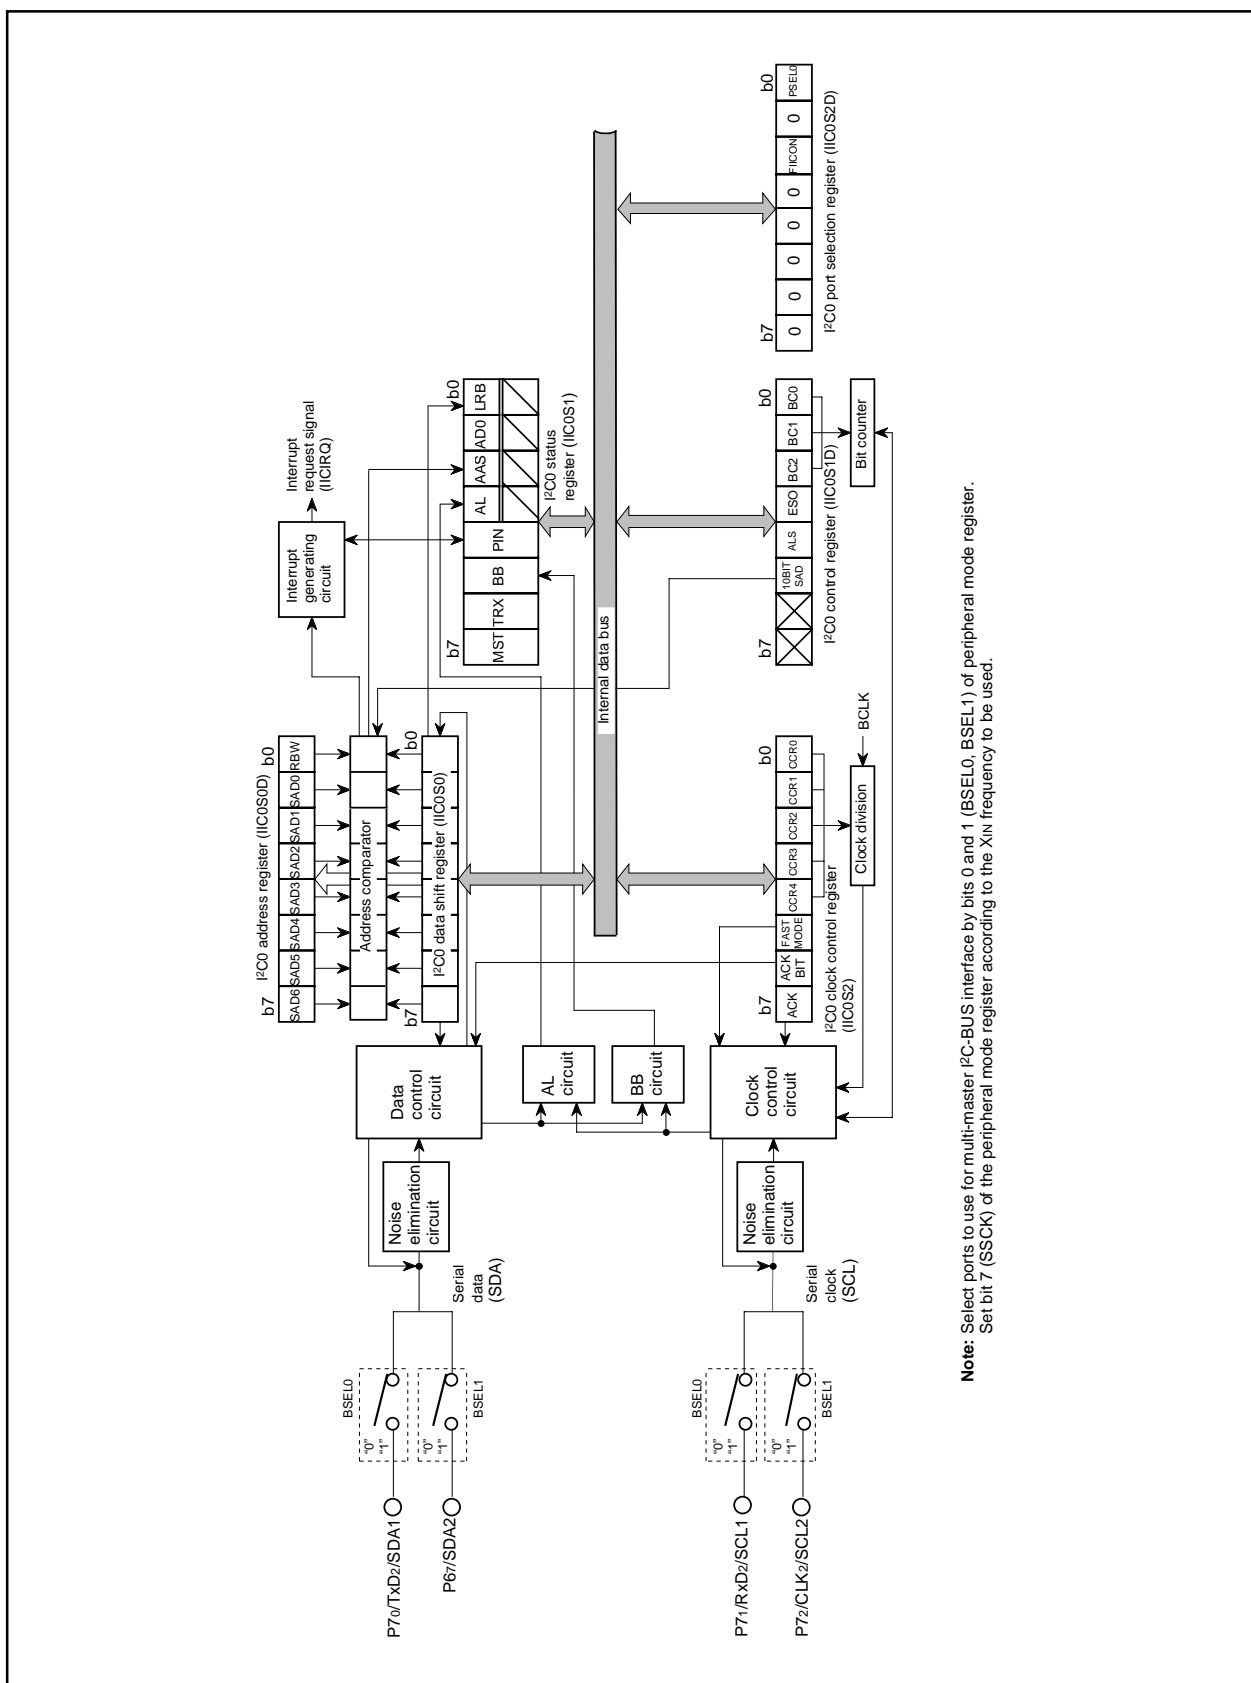 P70/TxD2/SDA1
P67/SDA2
P71/RxD2/SCL1
P72/CLK2/SCL2
BSEL0
“0”
“1”
“0”
“1”
BSEL1
BSEL0
“0”
“1”
“0”
“1”
BSEL1
Serial
data
(SDA)
Serial
clock
(SCL)
Noise
elimination
circuit
Noise
elimination
circuit
Data
control
circuit
AL
circuit
BB
circuit
Clock
control
circuit
I²C0 address register (IIC0S0D)
b7 b0
SAD6 SAD5 SAD4 SAD3 SAD2 SAD1 SAD0 RBW
Address comparator
I²C0 data shift register (IIC0S0)
b7 b0
Interrupt
generating
circuit
Interrupt
request signal
(IICIRQ)
b7 b0
MST TRX BB PIN AL AAS AD0 LRB
I²C0 status
register (IIC0S1)
Internal data bus
b7 b0
ACK ACK BIT FAST MODE CCR4 CCR3 CCR2 CCR1 CCR0
I²C0 clock control register
(IIC0S2)
Clock division
BCLK
b7 b0
10BIT SAD ALS ESO BC2 BC1 BC0
I²C0 control register (IIC0S1D)
Bit counter
b7 b0
0 0 0 0 0 FIICON 0 PSEL0
I²C0 port selection register (IIC0S2D)
Note: Select ports to use for multi-master I²C-BUS interface by bits 0 and 1 (BSEL0, BSEL1) of peripheral mode register.
Set bit 7 (SSCK) of the peripheral mode register according to the XIN frequency to be used.